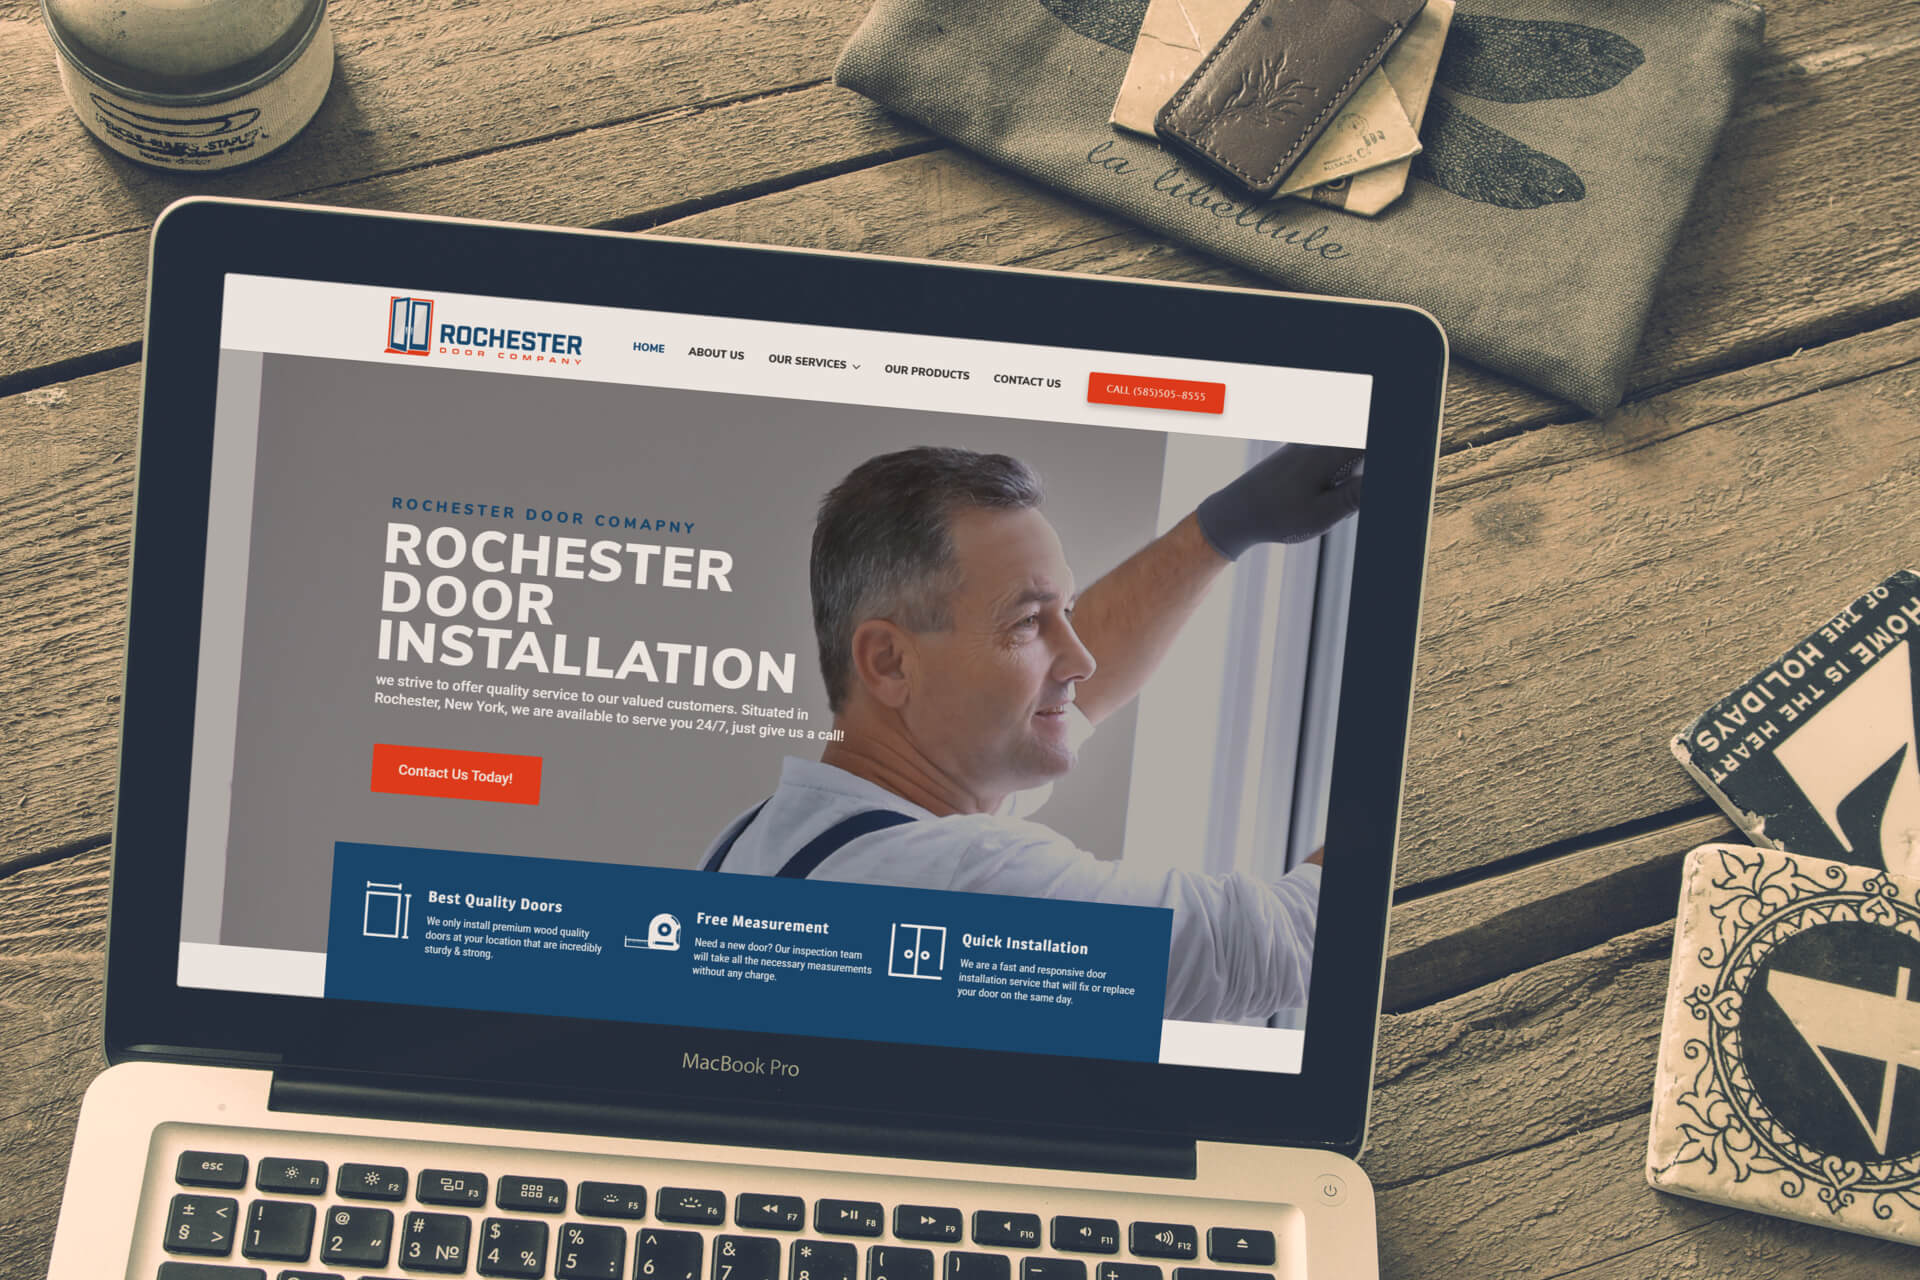 PENCILS-RULERS-STAPLES
house doctor
la libellule
ROCHESTER
DOOR COMPANY
HOME
ABOUT US
OUR SERVICES
OUR PRODUCTS
CONTACT US
CALL (585)505-8555
ROCHESTER DOOR COMAPNY
ROCHESTER
DOOR
INSTALLATION
we strive to offer quality service to our valued customers. Situated in
Rochester, New York, we are available to serve you 24/7, just give us a call!
Contact Us Today!
Best Quality Doors
We only install premium wood quality
doors at your location that are incredibly
sturdy & strong.
Free Measurement
Need a new door? Our inspection team
will take all the necessary measurements
without any charge.
Quick Installation
We are a fast and responsive door
installation service that will fix or replace
your door on the same day.
HOME IS THE HEART
OF THE HOLIDAYS
MacBook Pro
esc F1 F2 F3 F4 F5 F6 F7 F8 F9 F10 F11 F12
± § < >
! 1
@ 2 "
# 3 №
$ 4 %
% 5 :
^ 6 ,
& 7
* 8
(
)
–
+